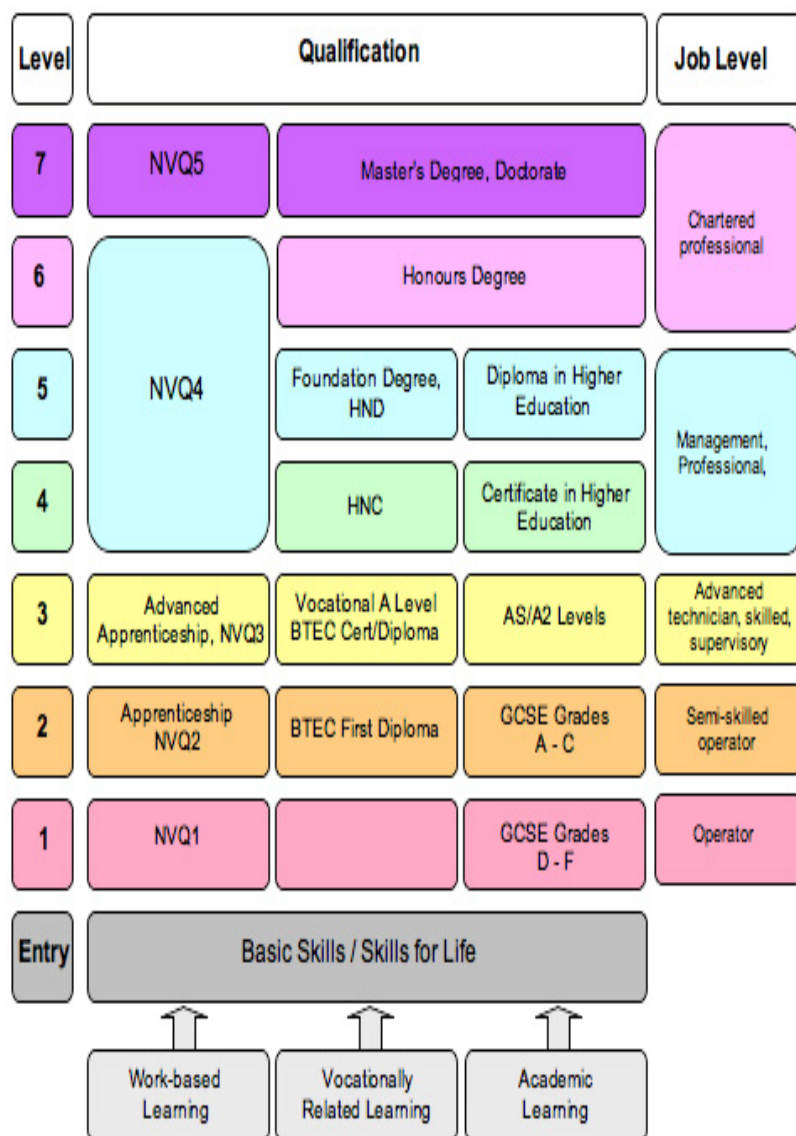 Level
Qualification
Job Level
7
NVQ5
Master's Degree, Doctorate
Chartered
professional
6
Honours Degree
NVQ4
5
Foundation Degree,
HND
Diploma in Higher
Education
Management,
Professional,
4
HNC
Certificate in Higher
Education
3
Advanced
Apprenticeship, NVQ3
Vocational A Level
BTEC Cert/Diploma
AS/A2 Levels
Advanced
technician, skilled,
supervisory
2
Apprenticeship
NVQ2
BTEC First Diploma
GCSE Grades
A - C
Semi-skilled
operator
1
NVQ1
GCSE Grades
D - F
Operator
Entry
Basic Skills / Skills for Life
Work-based
Learning
Vocationally
Related Learning
Academic
Learning